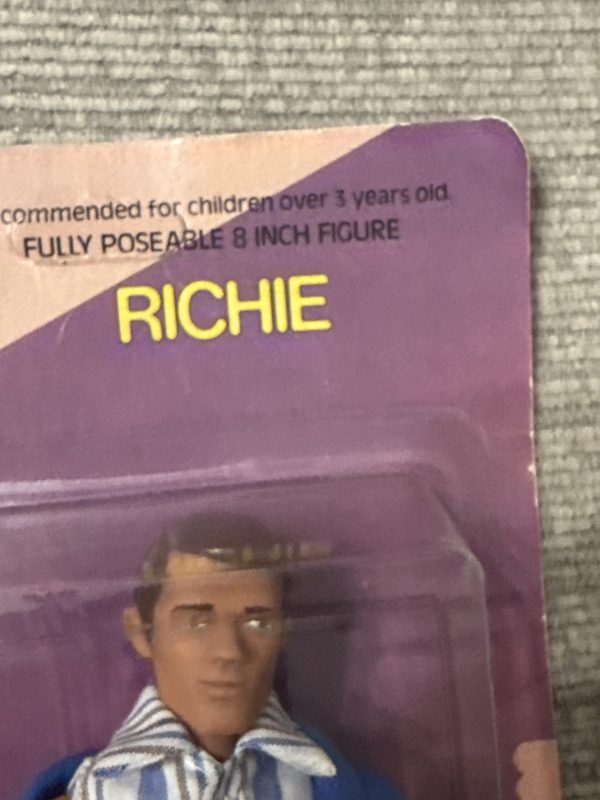 commended for children over 3 years old.
FULLY POSEABLE 8 INCH FIGURE
RICHIE